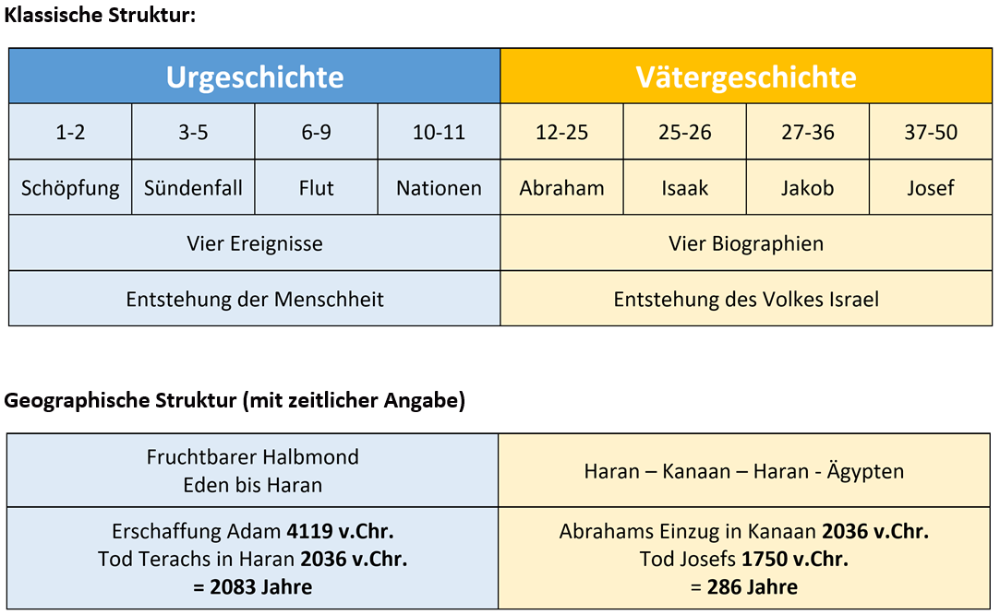 Klassische Struktur:
Urgeschichte Vätergeschichte
1-2 3-5 6-9 10-11 12-25 25-26 27-36 37-50
Schöpfung Sündenfall Flut Nationen Abraham Isaak Jakob Josef
Vier Ereignisse Vier Biographien
Entstehung der Menschheit Entstehung des Volkes Israel
Geographische Struktur (mit zeitlicher Angabe)
Fruchtbarer Halbmond
Eden bis Haran
Haran – Kanaan – Haran - Ägypten
Erschaffung Adam 4119 v.Chr.
Tod Terachs in Haran 2036 v.Chr.
= 2083 Jahre
Abrahams Einzug in Kanaan 2036 v.Chr.
Tod Josefs 1750 v.Chr.
= 286 Jahre